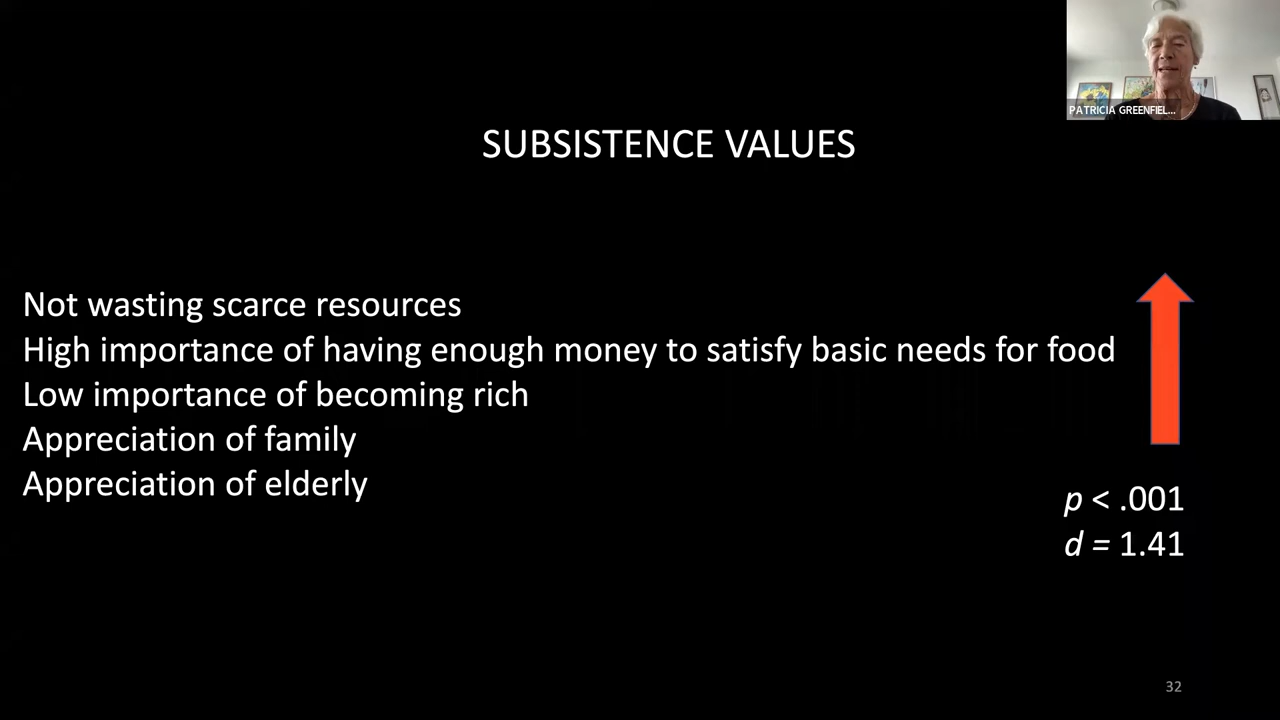 PATRICIA GREENFIEL...
SUBSISTENCE VALUES
Not wasting scarce resources
High importance of having enough money to satisfy basic needs for food
Low importance of becoming rich
Appreciation of family
Appreciation of elderly
p < .001
d = 1.41
32